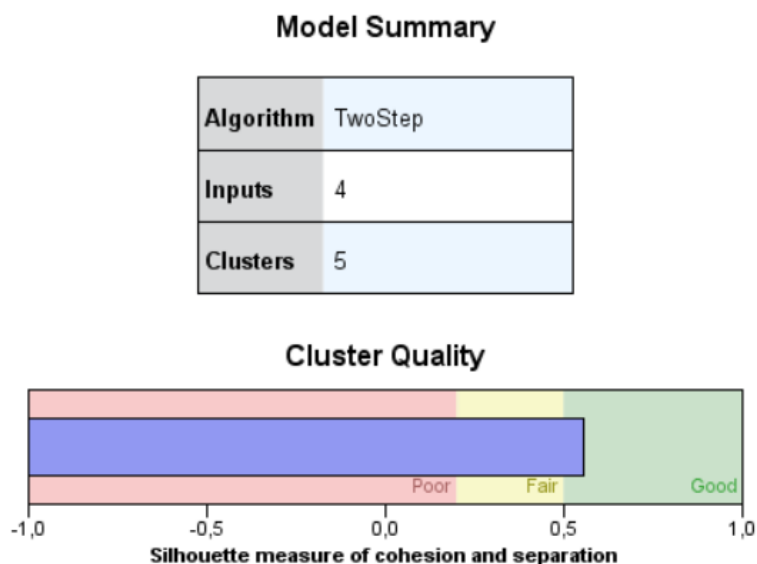 Model Summary
Algorithm TwoStep
Inputs 4
Clusters 5
Cluster Quality
Poor Fair Good
-1,0 -0,5 0,0 0,5 1,0
Silhouette measure of cohesion and separation